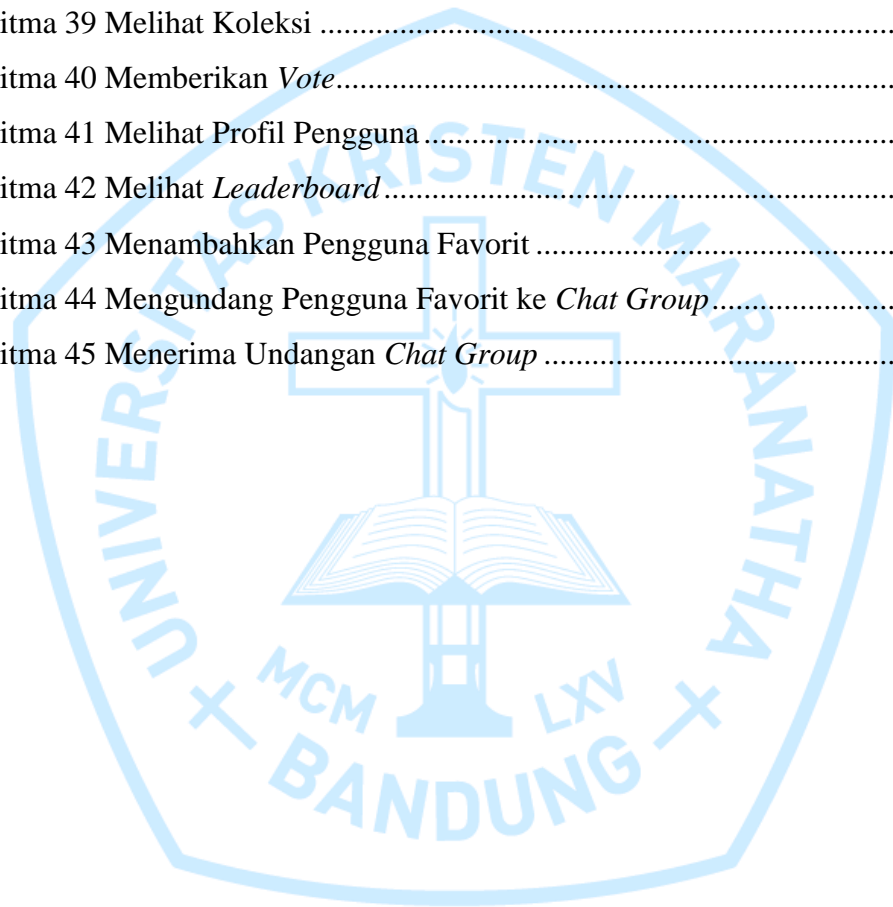 itma 39 Melihat Koleksi ................................................................................
itma 40 Memberikan Vote................................................................................
itma 41 Melihat Profil Pengguna ................................................................
itma 42 Melihat Leaderboard ....................................................................
itma 43 Menambahkan Pengguna Favorit ................................................
itma 44 Mengundang Pengguna Favorit ke Chat Group........................
itma 45 Menerima Undangan Chat Group ..............................................
UNIVERSITAS KRISTEN MARANATHA
MCM LXV
BANDUNG